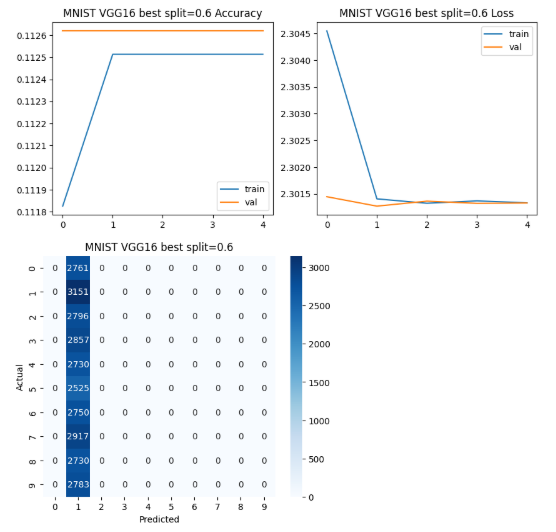 MNIST VGG16 best split=0.6 Accuracy
0.1126
0.1125
0.1124
0.1123
0.1122
0.1121
0.1120
0.1119
0.1118
0 1 2 3 4
train
val
MNIST VGG16 best split=0.6 Loss
2.3045
2.3040
2.3035
2.3030
2.3025
2.3020
2.3015
0 1 2 3 4
train
val
MNIST VGG16 best split=0.6
Actual
0 0 2761 0 0 0 0 0 0 0 0
1 0 3151 0 0 0 0 0 0 0 0
2 0 2796 0 0 0 0 0 0 0 0
3 0 2857 0 0 0 0 0 0 0 0
4 0 2730 0 0 0 0 0 0 0 0
5 0 2525 0 0 0 0 0 0 0 0
6 0 2750 0 0 0 0 0 0 0 0
7 0 2917 0 0 0 0 0 0 0 0
8 0 2730 0 0 0 0 0 0 0 0
9 0 2783 0 0 0 0 0 0 0 0
0 1 2 3 4 5 6 7 8 9
Predicted
3000
2500
2000
1500
1000
500
0